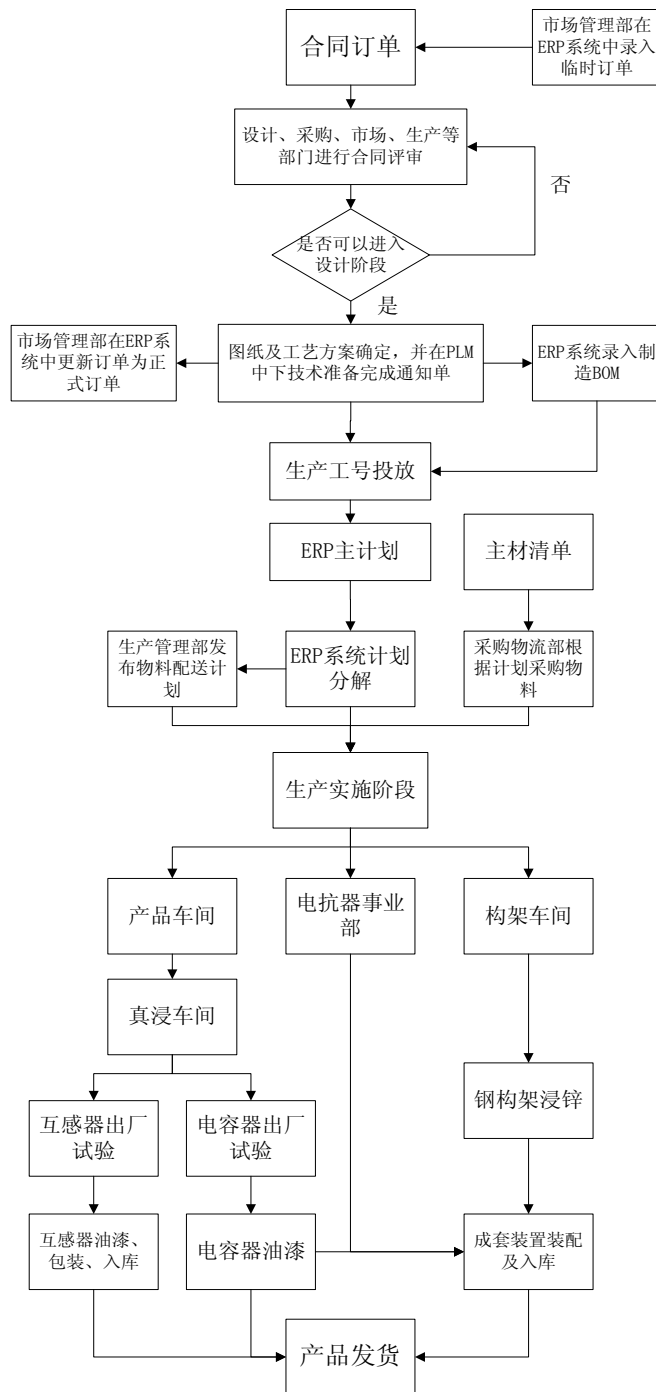 合同订单
市场管理部在
ERP系统中录入
临时订单
设计、采购、市场、生产等
部门进行合同评审
否
是否可以进入
设计阶段
是
市场管理部在ERP系
统中更新订单为正
式订单
图纸及工艺方案确定，并在PLM
中下技术准备完成通知单
ERP系统录入制
造BOM
生产工号投放
ERP主计划
主材清单
生产管理部发
布物料配送计
划
ERP系统计划
分解
采购物流部根
据计划采购物
料
生产实施阶段
产品车间
电抗器事业
部
构架车间
真浸车间
互感器出厂
试验
电容器出厂
试验
钢构架浸锌
互感器油漆、
包装、入库
电容器油漆
成套装置装配
及入库
产品发货